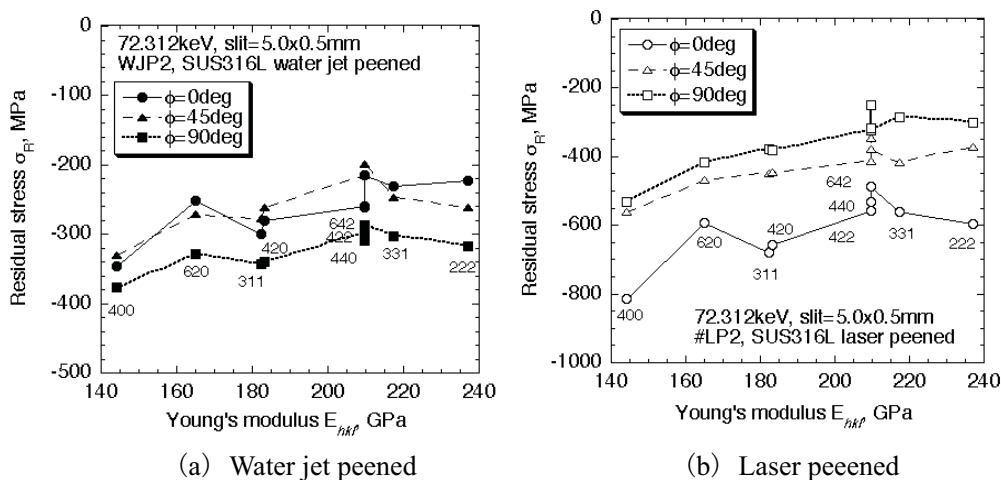 0
-100
-200
-300
-400
-500
140 160 180 200 220 240
Residual stress σR, MPa
Young's modulus Ehkl, GPa
72.312keV, slit=5.0x0.5mm
WJP2, SUS316L water jet peened
ϕ=0deg
ϕ=45deg
ϕ=90deg
400
620
311
420
642
422
440
331
222
(a) Water jet peened
0
-200
-400
-600
-800
-1000
140 160 180 200 220 240
Residual stress σR, MPa
Young's modulus Ehkl, GPa
ϕ=0deg
ϕ=45deg
ϕ=90deg
400
620
311
420
642
440
422
331
222
72.312keV, slit=5.0x0.5mm
#LP2, SUS316L laser peened
(b) Laser peeened